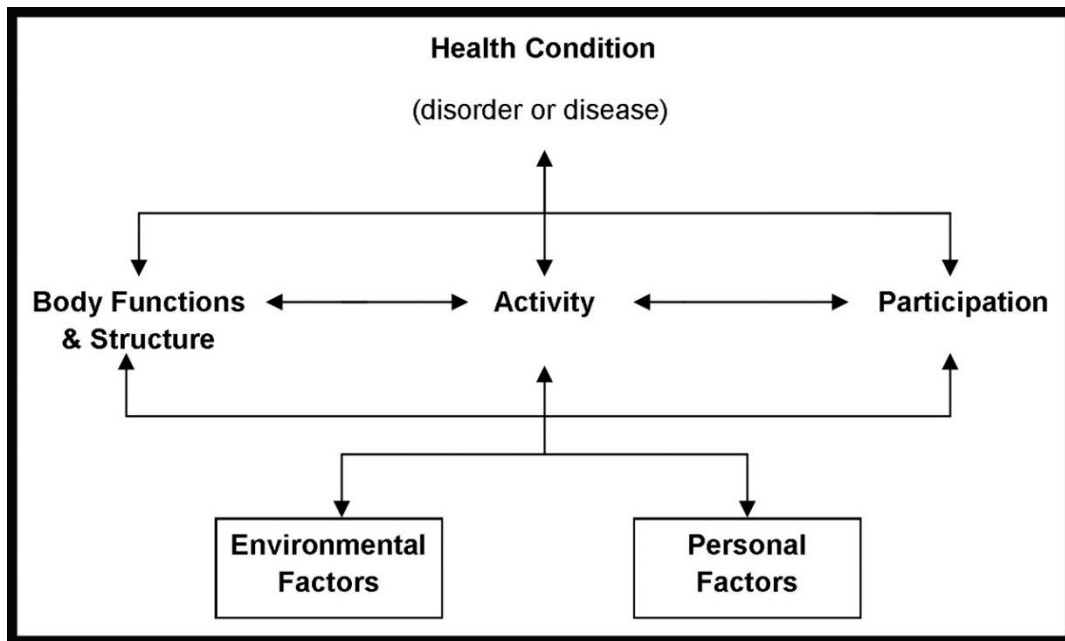 Health Condition
(disorder or disease)
Body Functions
& Structure
Activity
Participation
Environmental
Factors
Personal
Factors